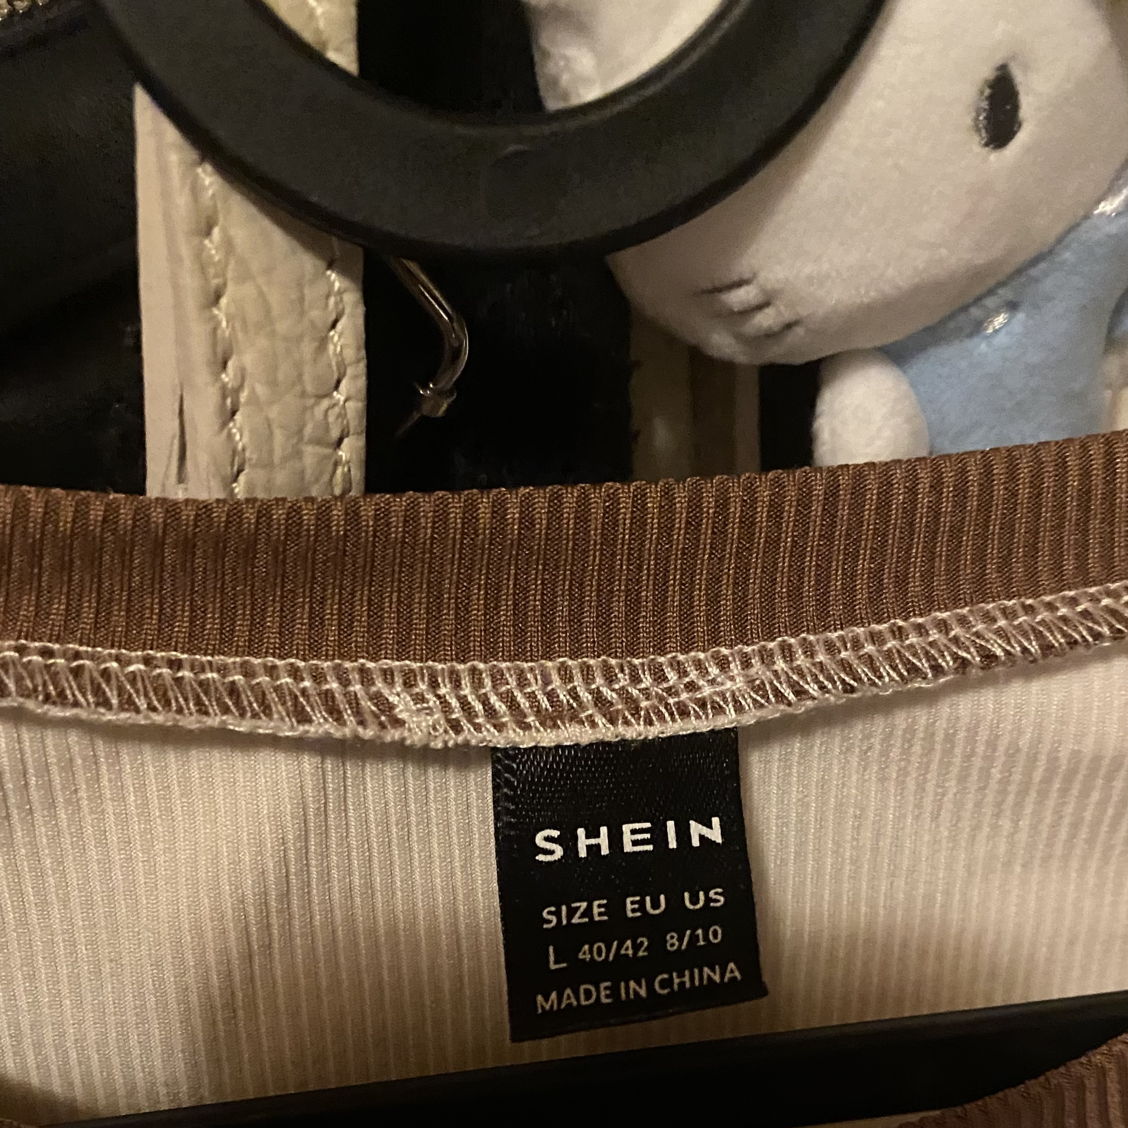 SHEIN
SIZE EU US
L 40/42 8/10
MADE IN CHINA